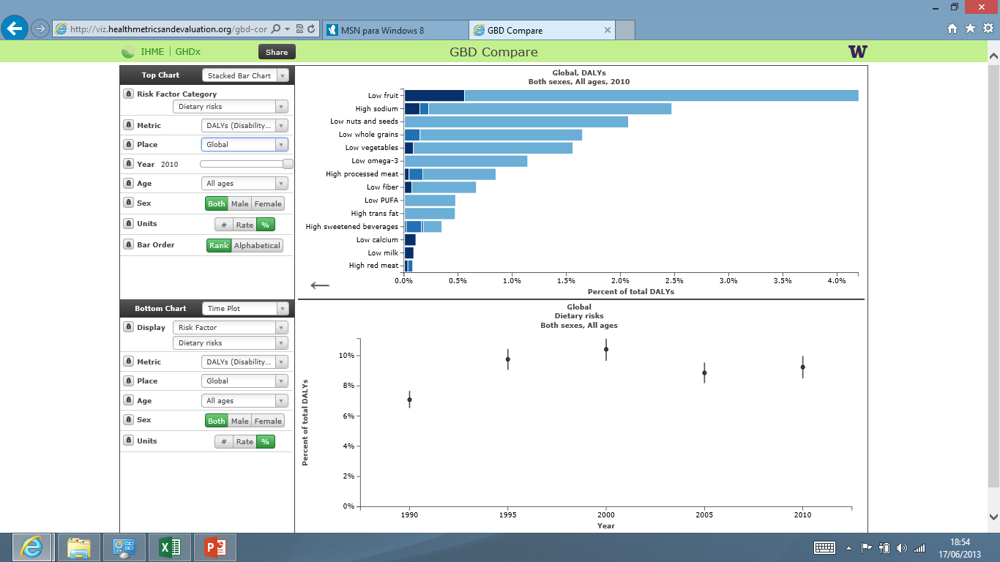 http://viz.healthmetricsandevaluation.org/gbd-cor
MSN para Windows 8
GBD Compare
IHME | GHDx
Share
GBD Compare
W
Top Chart Stacked Bar Chart
Risk Factor Category
Dietary risks
Metric DALYs (Disability...
Place Global
Year 2010
Age All ages
Sex Both Male Female
Units # Rate %
Bar Order Rank Alphabetical
Global, DALYs
Both sexes, All ages, 2010
Low fruit
High sodium
Low nuts and seeds
Low whole grains
Low vegetables
Low omega-3
High processed meat
Low fiber
Low PUFA
High trans fat
High sweetened beverages
Low calcium
Low milk
High red meat
0.0% 0.5% 1.0% 1.5% 2.0% 2.5% 3.0% 3.5% 4.0%
Percent of total DALYs
Bottom Chart Time Plot
Display Risk Factor
Dietary risks
Metric DALYs (Disability...
Place Global
Age All ages
Sex Both Male Female
Units # Rate %
Global
Dietary risks
Both sexes, All ages
Percent of total DALYs
10%
8%
6%
4%
2%
0%
1990 1995 2000 2005 2010
Year
18:54
17/06/2013